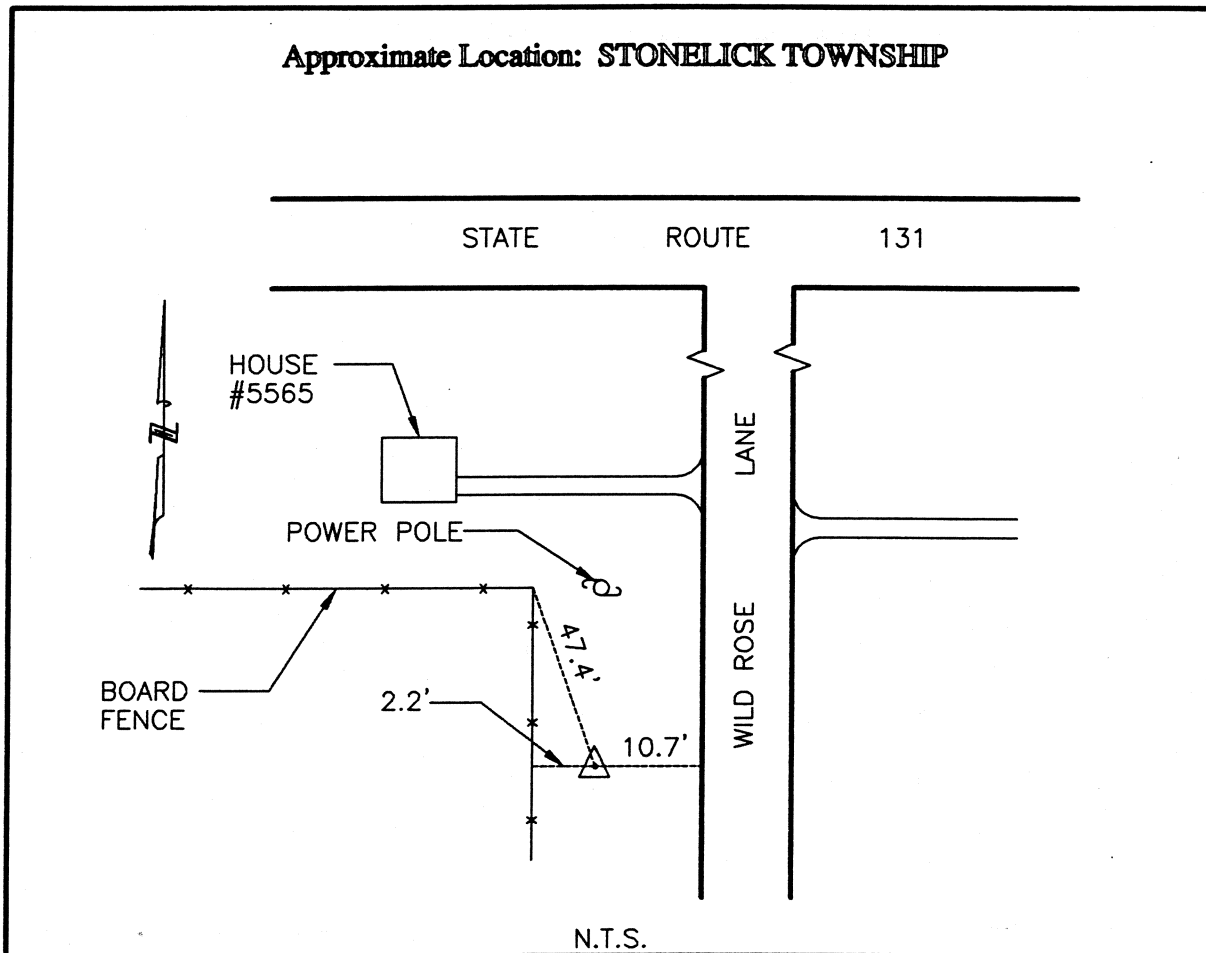 Approximate Location: STONELICK TOWNSHIP
STATE ROUTE 131
HOUSE
#5565
N
LANE
POWER POLE
47.4'
WILD ROSE
BOARD
FENCE
2.2'
10.7'
N.T.S.